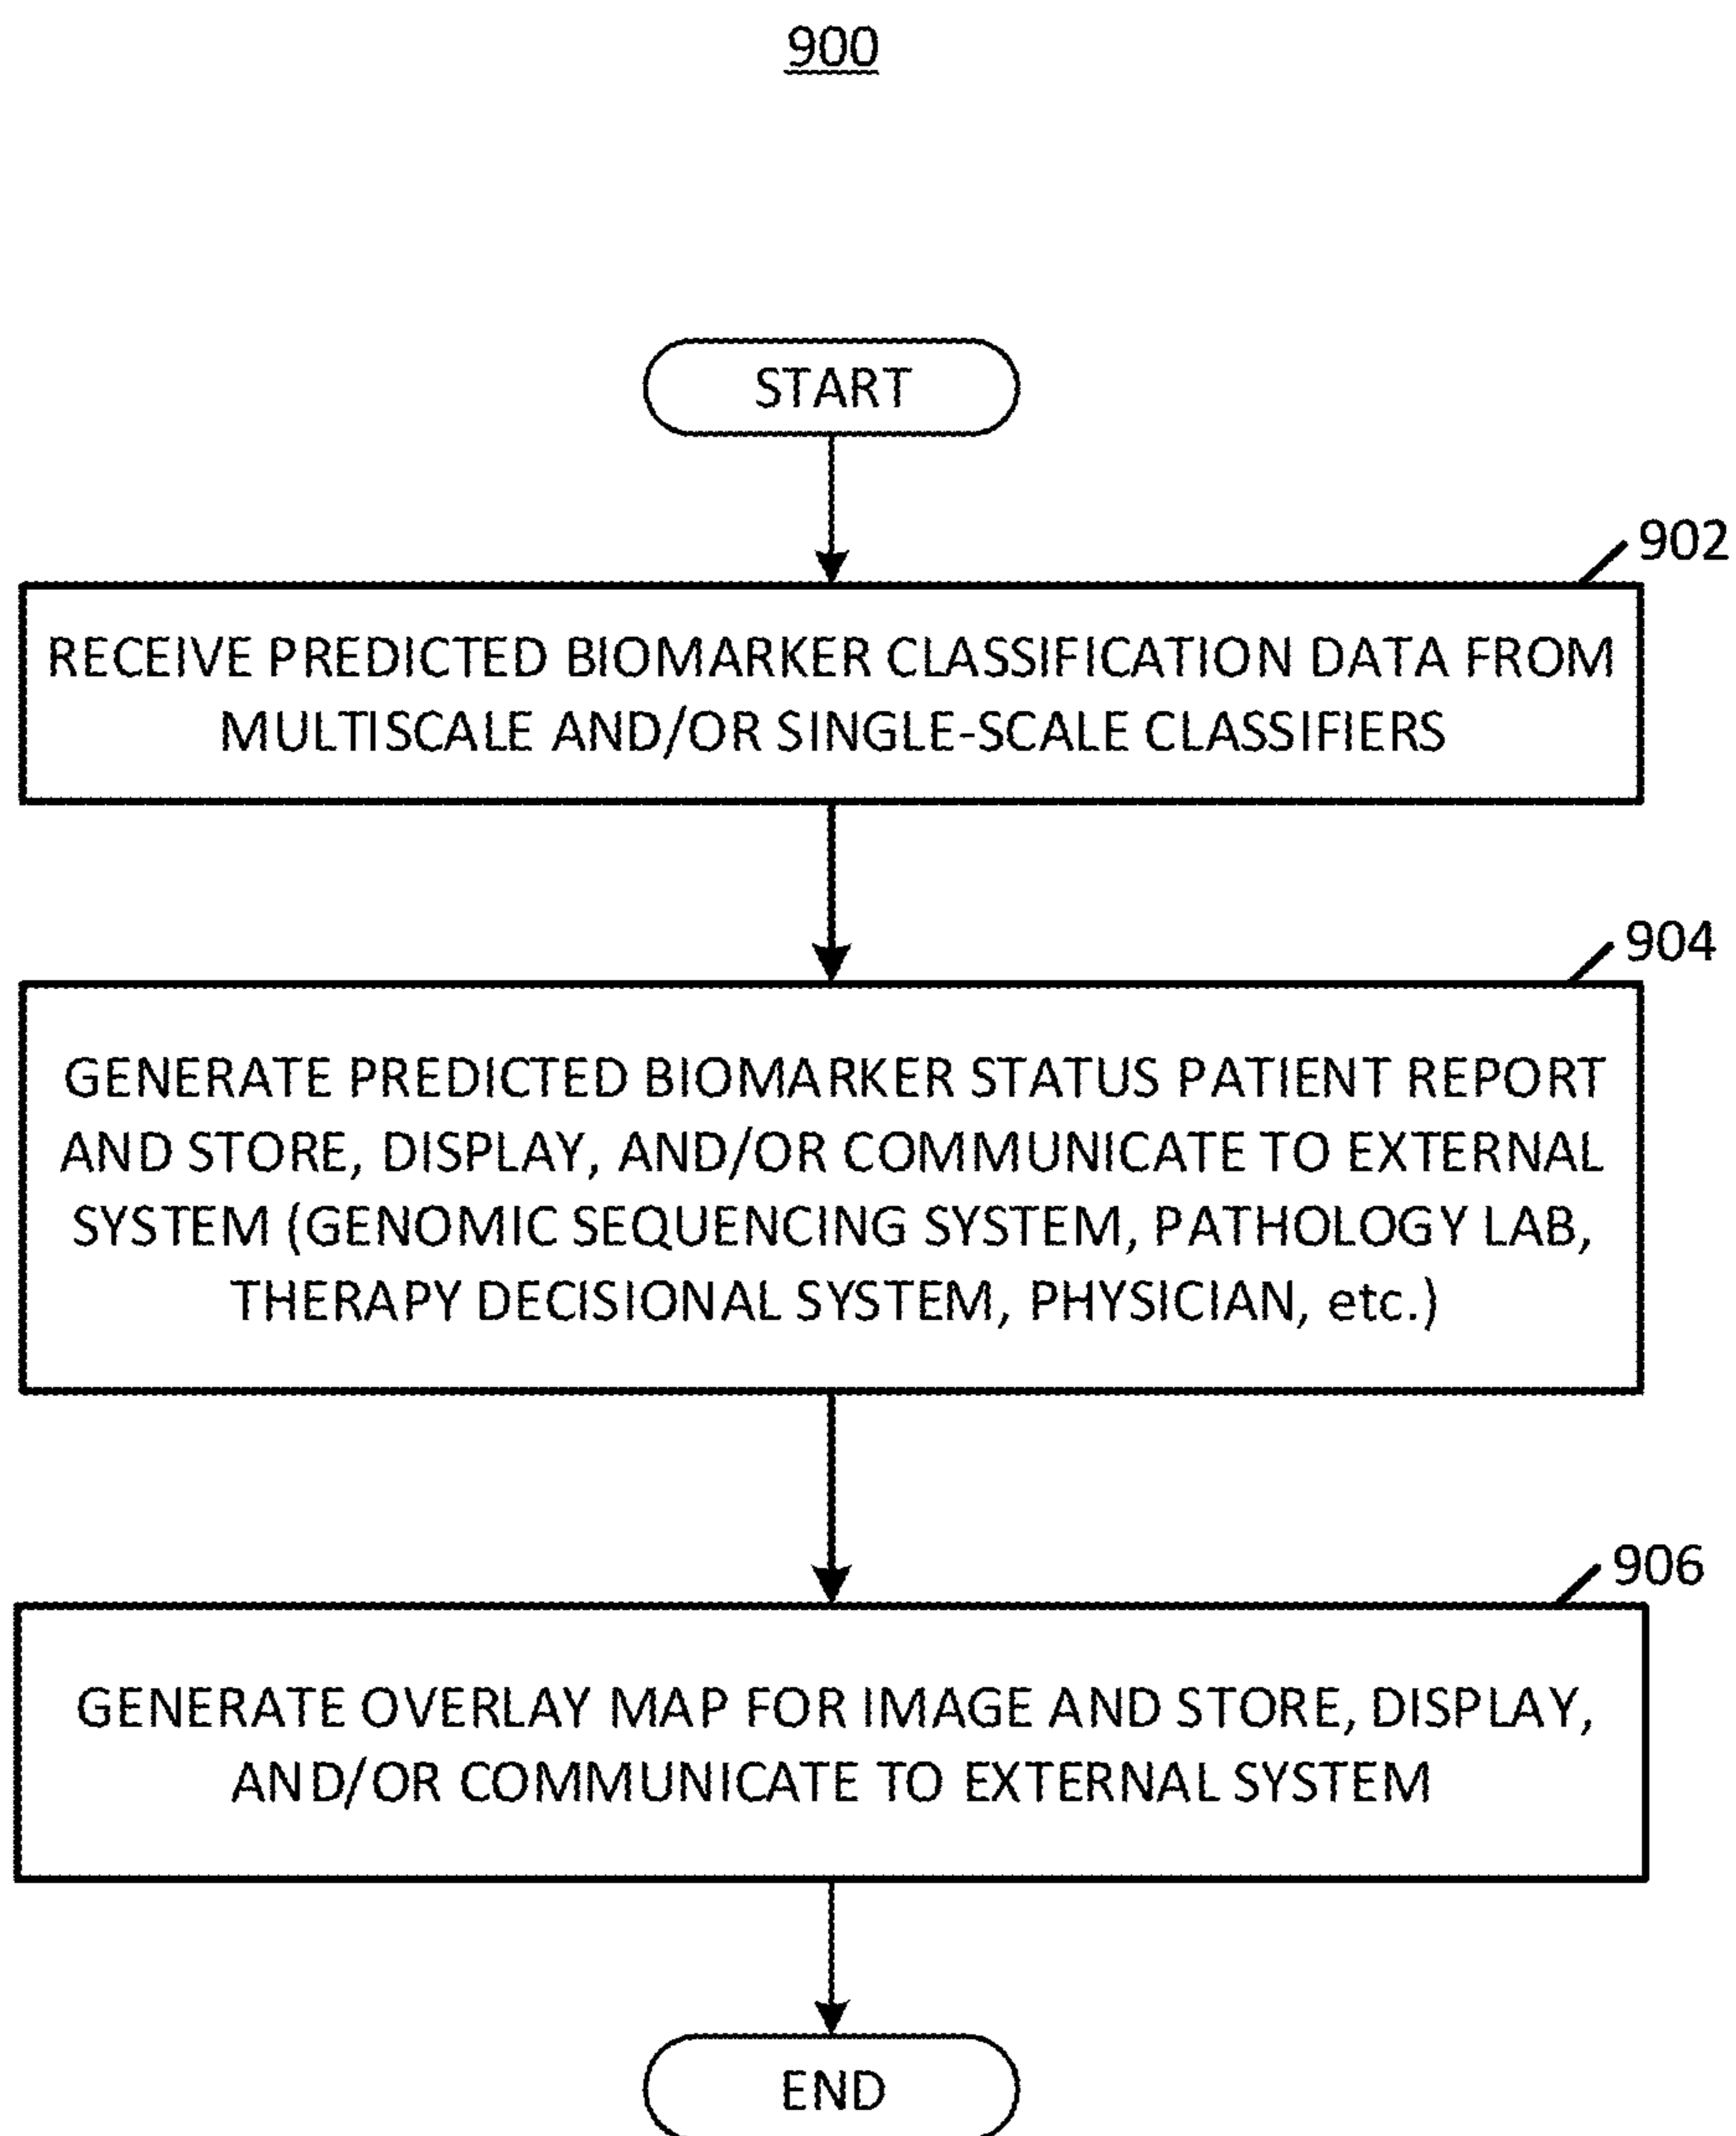 900
START
902
RECEIVE PREDICTED BIOMARKER CLASSIFICATION DATA FROM
MULTISCALE AND/OR SINGLE-SCALE CLASSIFIERS
904
GENERATE PREDICTED BIOMARKER STATUS PATIENT REPORT
AND STORE, DISPLAY, AND/OR COMMUNICATE TO EXTERNAL
SYSTEM (GENOMIC SEQUENCING SYSTEM, PATHOLOGY LAB,
THERAPY DECISIONAL SYSTEM, PHYSICIAN, etc.)
906
GENERATE OVERLAY MAP FOR IMAGE AND STORE, DISPLAY,
AND/OR COMMUNICATE TO EXTERNAL SYSTEM
END